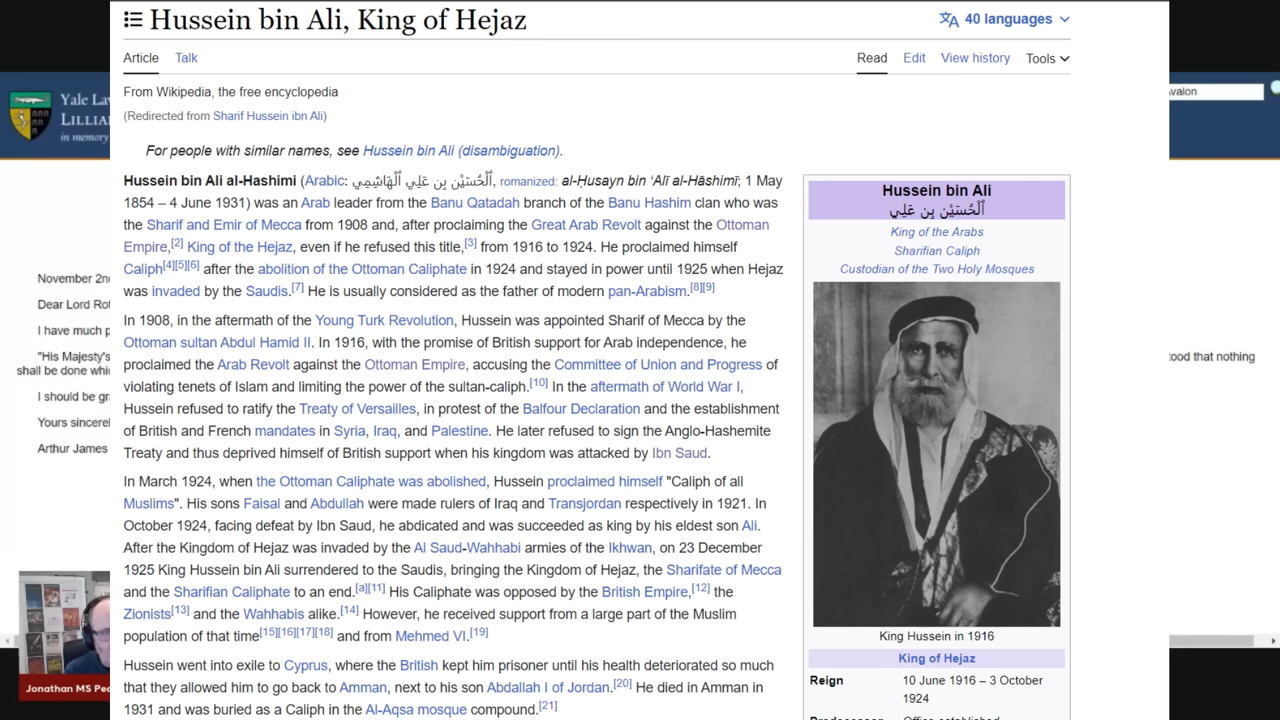 Hussein bin Ali, King of Hejaz
40 languages
Article Talk
Read Edit View history Tools
From Wikipedia, the free encyclopedia
(Redirected from Sharif Hussein ibn Ali)
For people with similar names, see Hussein bin Ali (disambiguation).
Hussein bin Ali al-Hashimi (Arabic: ٱلْحُسَيْن بِن عَلِي ٱلْهَاشِمِي, romanized: al-Ḥusayn bin ‘Alī al-Hāshimī; 1 May
1854 – 4 June 1931) was an Arab leader from the Banu Qatadah branch of the Banu Hashim clan who was
the Sharif and Emir of Mecca from 1908 and, after proclaiming the Great Arab Revolt against the Ottoman
Empire,[2] King of the Hejaz, even if he refused this title,[3] from 1916 to 1924. He proclaimed himself
Caliph[4][5][6] after the abolition of the Ottoman Caliphate in 1924 and stayed in power until 1925 when Hejaz
was invaded by the Saudis.[7] He is usually considered as the father of modern pan-Arabism.[8][9]
In 1908, in the aftermath of the Young Turk Revolution, Hussein was appointed Sharif of Mecca by the
Ottoman sultan Abdul Hamid II. In 1916, with the promise of British support for Arab independence, he
proclaimed the Arab Revolt against the Ottoman Empire, accusing the Committee of Union and Progress of
violating tenets of Islam and limiting the power of the sultan-caliph.[10] In the aftermath of World War I,
Hussein refused to ratify the Treaty of Versailles, in protest of the Balfour Declaration and the establishment
of British and French mandates in Syria, Iraq, and Palestine. He later refused to sign the Anglo-Hashemite
Treaty and thus deprived himself of British support when his kingdom was attacked by Ibn Saud.
In March 1924, when the Ottoman Caliphate was abolished, Hussein proclaimed himself "Caliph of all
Muslims". His sons Faisal and Abdullah were made rulers of Iraq and Transjordan respectively in 1921. In
October 1924, facing defeat by Ibn Saud, he abdicated and was succeeded as king by his eldest son Ali.
After the Kingdom of Hejaz was invaded by the Al Saud-Wahhabi armies of the Ikhwan, on 23 December
1925 King Hussein bin Ali surrendered to the Saudis, bringing the Kingdom of Hejaz, the Sharifate of Mecca
and the Sharifian Caliphate to an end.[a][11] His Caliphate was opposed by the British Empire,[12] the
Zionists[13] and the Wahhabis alike.[14] However, he received support from a large part of the Muslim
population of that time[15][16][17][18] and from Mehmed VI.[19]
Hussein went into exile to Cyprus, where the British kept him prisoner until his health deteriorated so much
that they allowed him to go back to Amman, next to his son Abdallah I of Jordan.[20] He died in Amman in
1931 and was buried as a Caliph in the Al-Aqsa mosque compound.[21]
Hussein bin Ali
ٱلْحُسَيْن بِن عَلِي
King of the Arabs
Sharifian Caliph
Custodian of the Two Holy Mosques
King Hussein in 1916
King of Hejaz
Reign 10 June 1916 – 3 October
1924
Predecessor Office established
Yale La
LILLIA
in memory
November 2n
Dear Lord Ro
I have much p
"His Majesty's
shall be done whic
I should be gr
Yours sincerel
Arthur James
Jonathan MS Pea
valon
tood that nothing